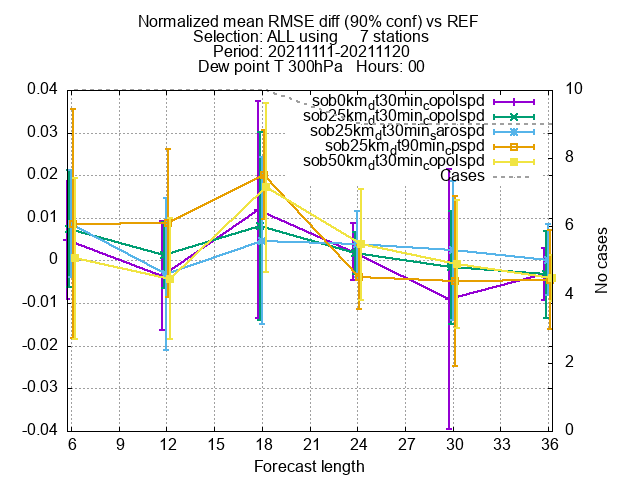 Normalized mean RMSE diff (90% conf) vs REF
Selection: ALL using 7 stations
Period: 20211111-20211120
Dew point T 300hPa Hours: 00
sob0km_dt30min_copolspd
sob25km_dt30min_copolspd
sob25km_dt30min_sarospd
sob25km_dt90min_cpspd
sob50km_dt30min_copolspd
Cases
0.04
0.03
0.02
0.01
0
-0.01
-0.02
-0.03
-0.04
10
8
6
4
2
0
No cases
6 9 12 15 18 21 24 27 30 33 36
Forecast length